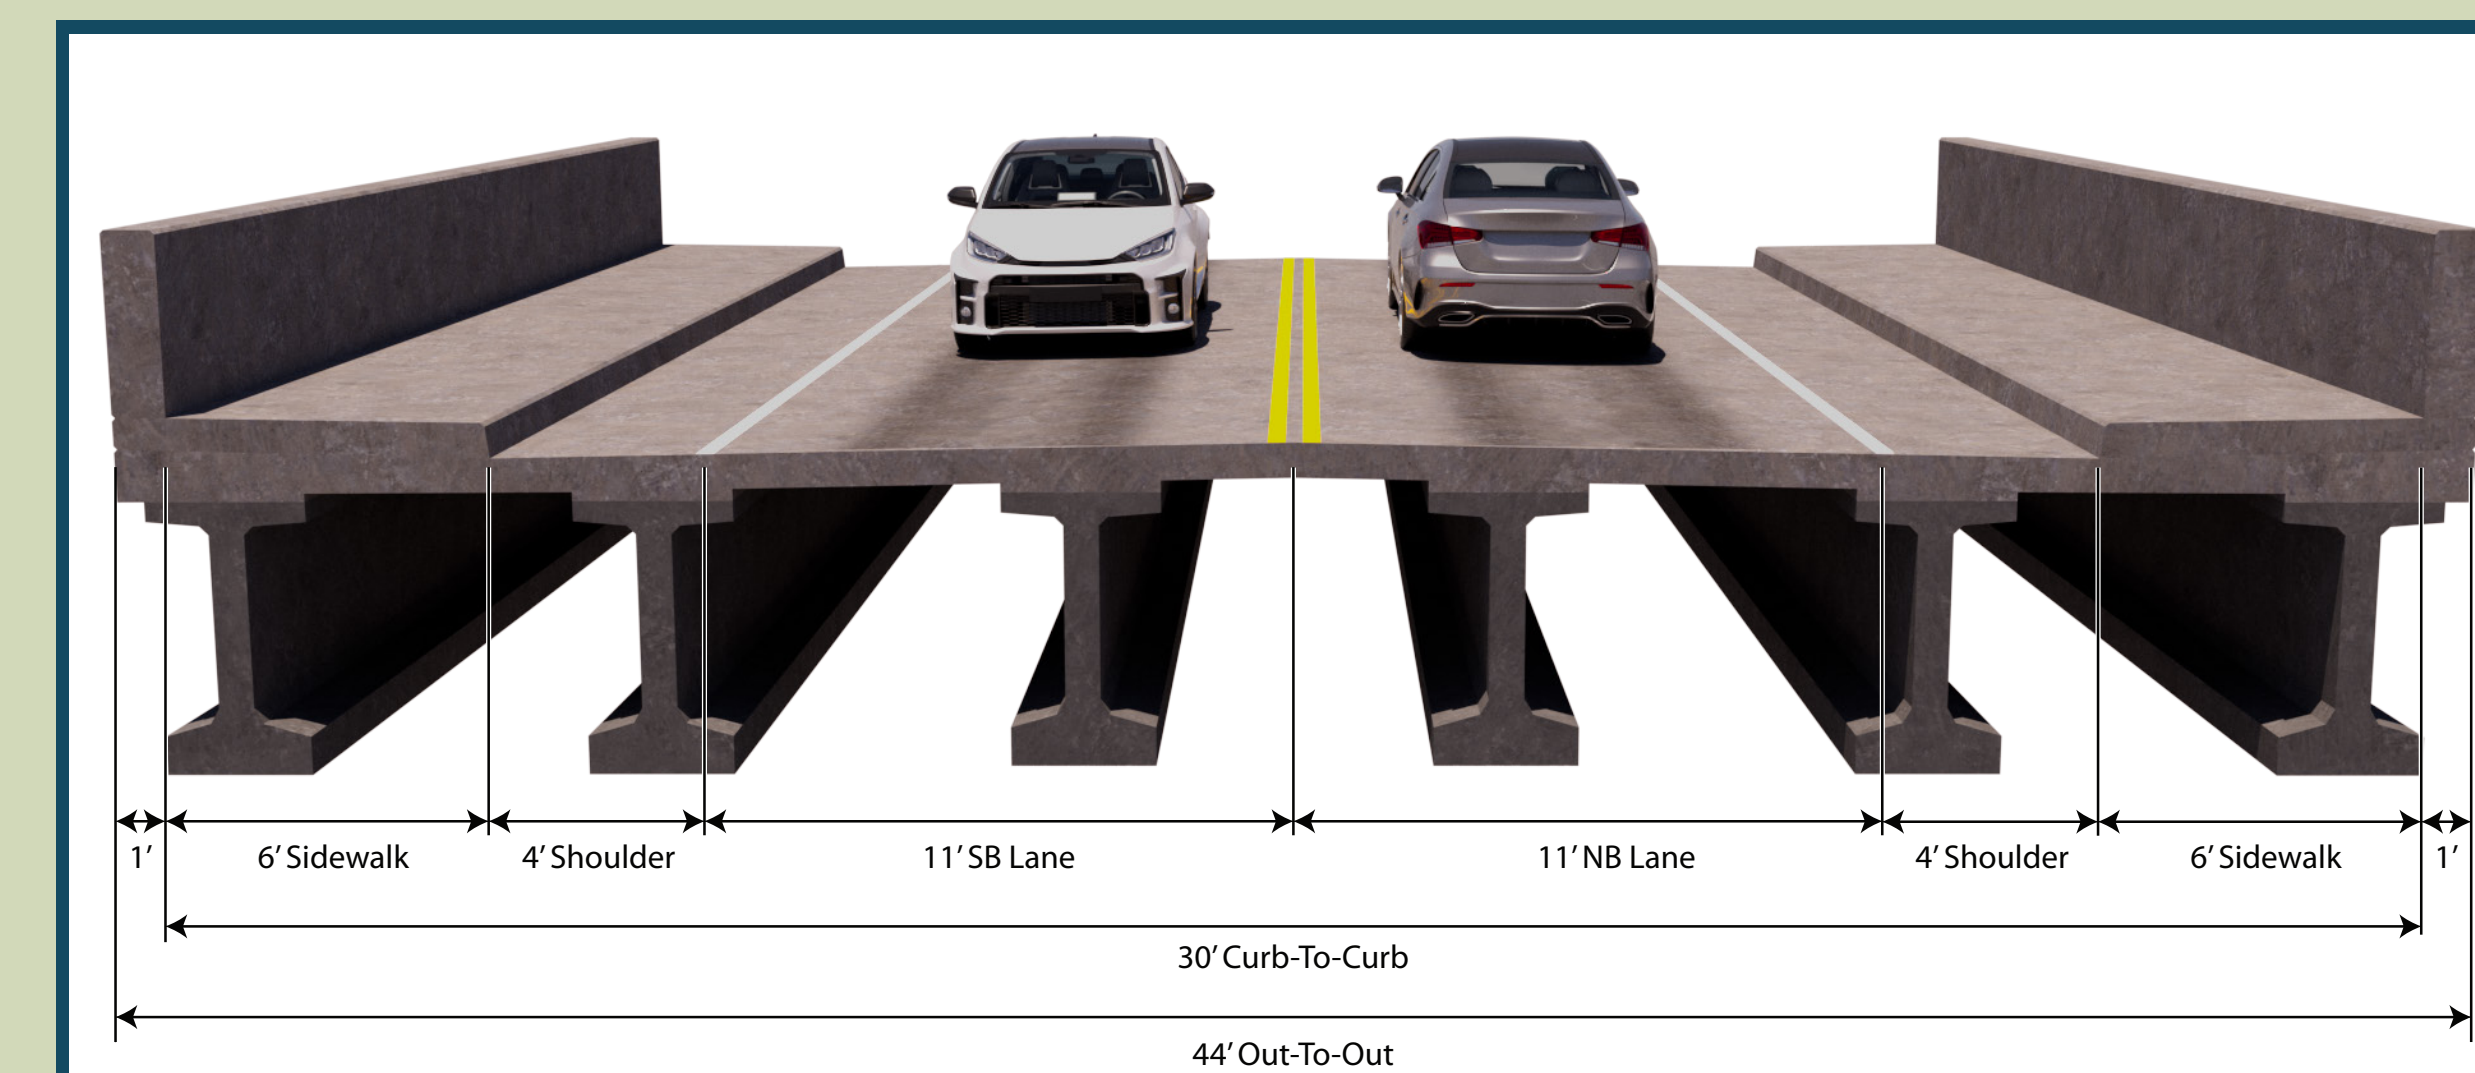 1′ 6′ Sidewalk 4′ Shoulder 11′ SB Lane 11′ NB Lane 4′ Shoulder 6′ Sidewalk 1′
30′ Curb-To-Curb
44′ Out-To-Out